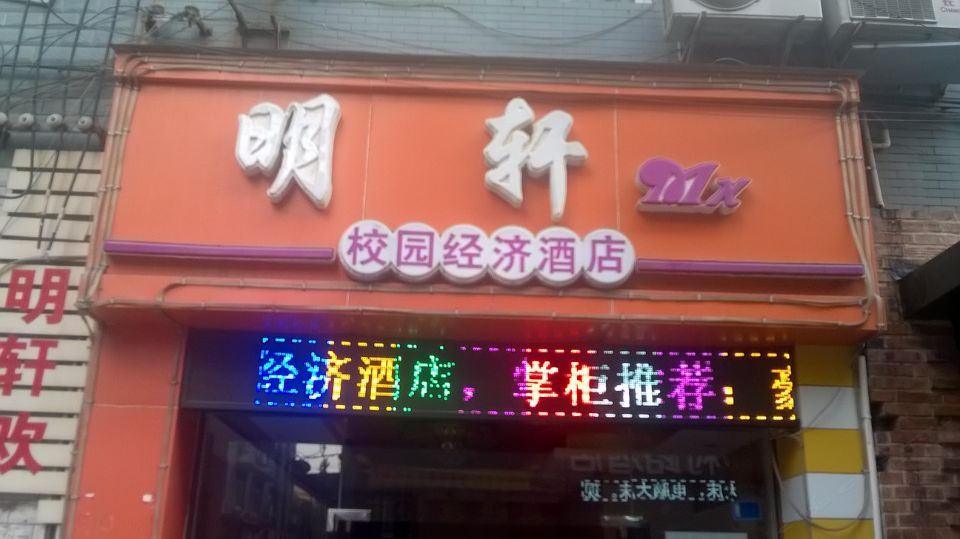 明轩 mx
校园经济酒店
经济酒店，掌柜推荐：
明轩欢